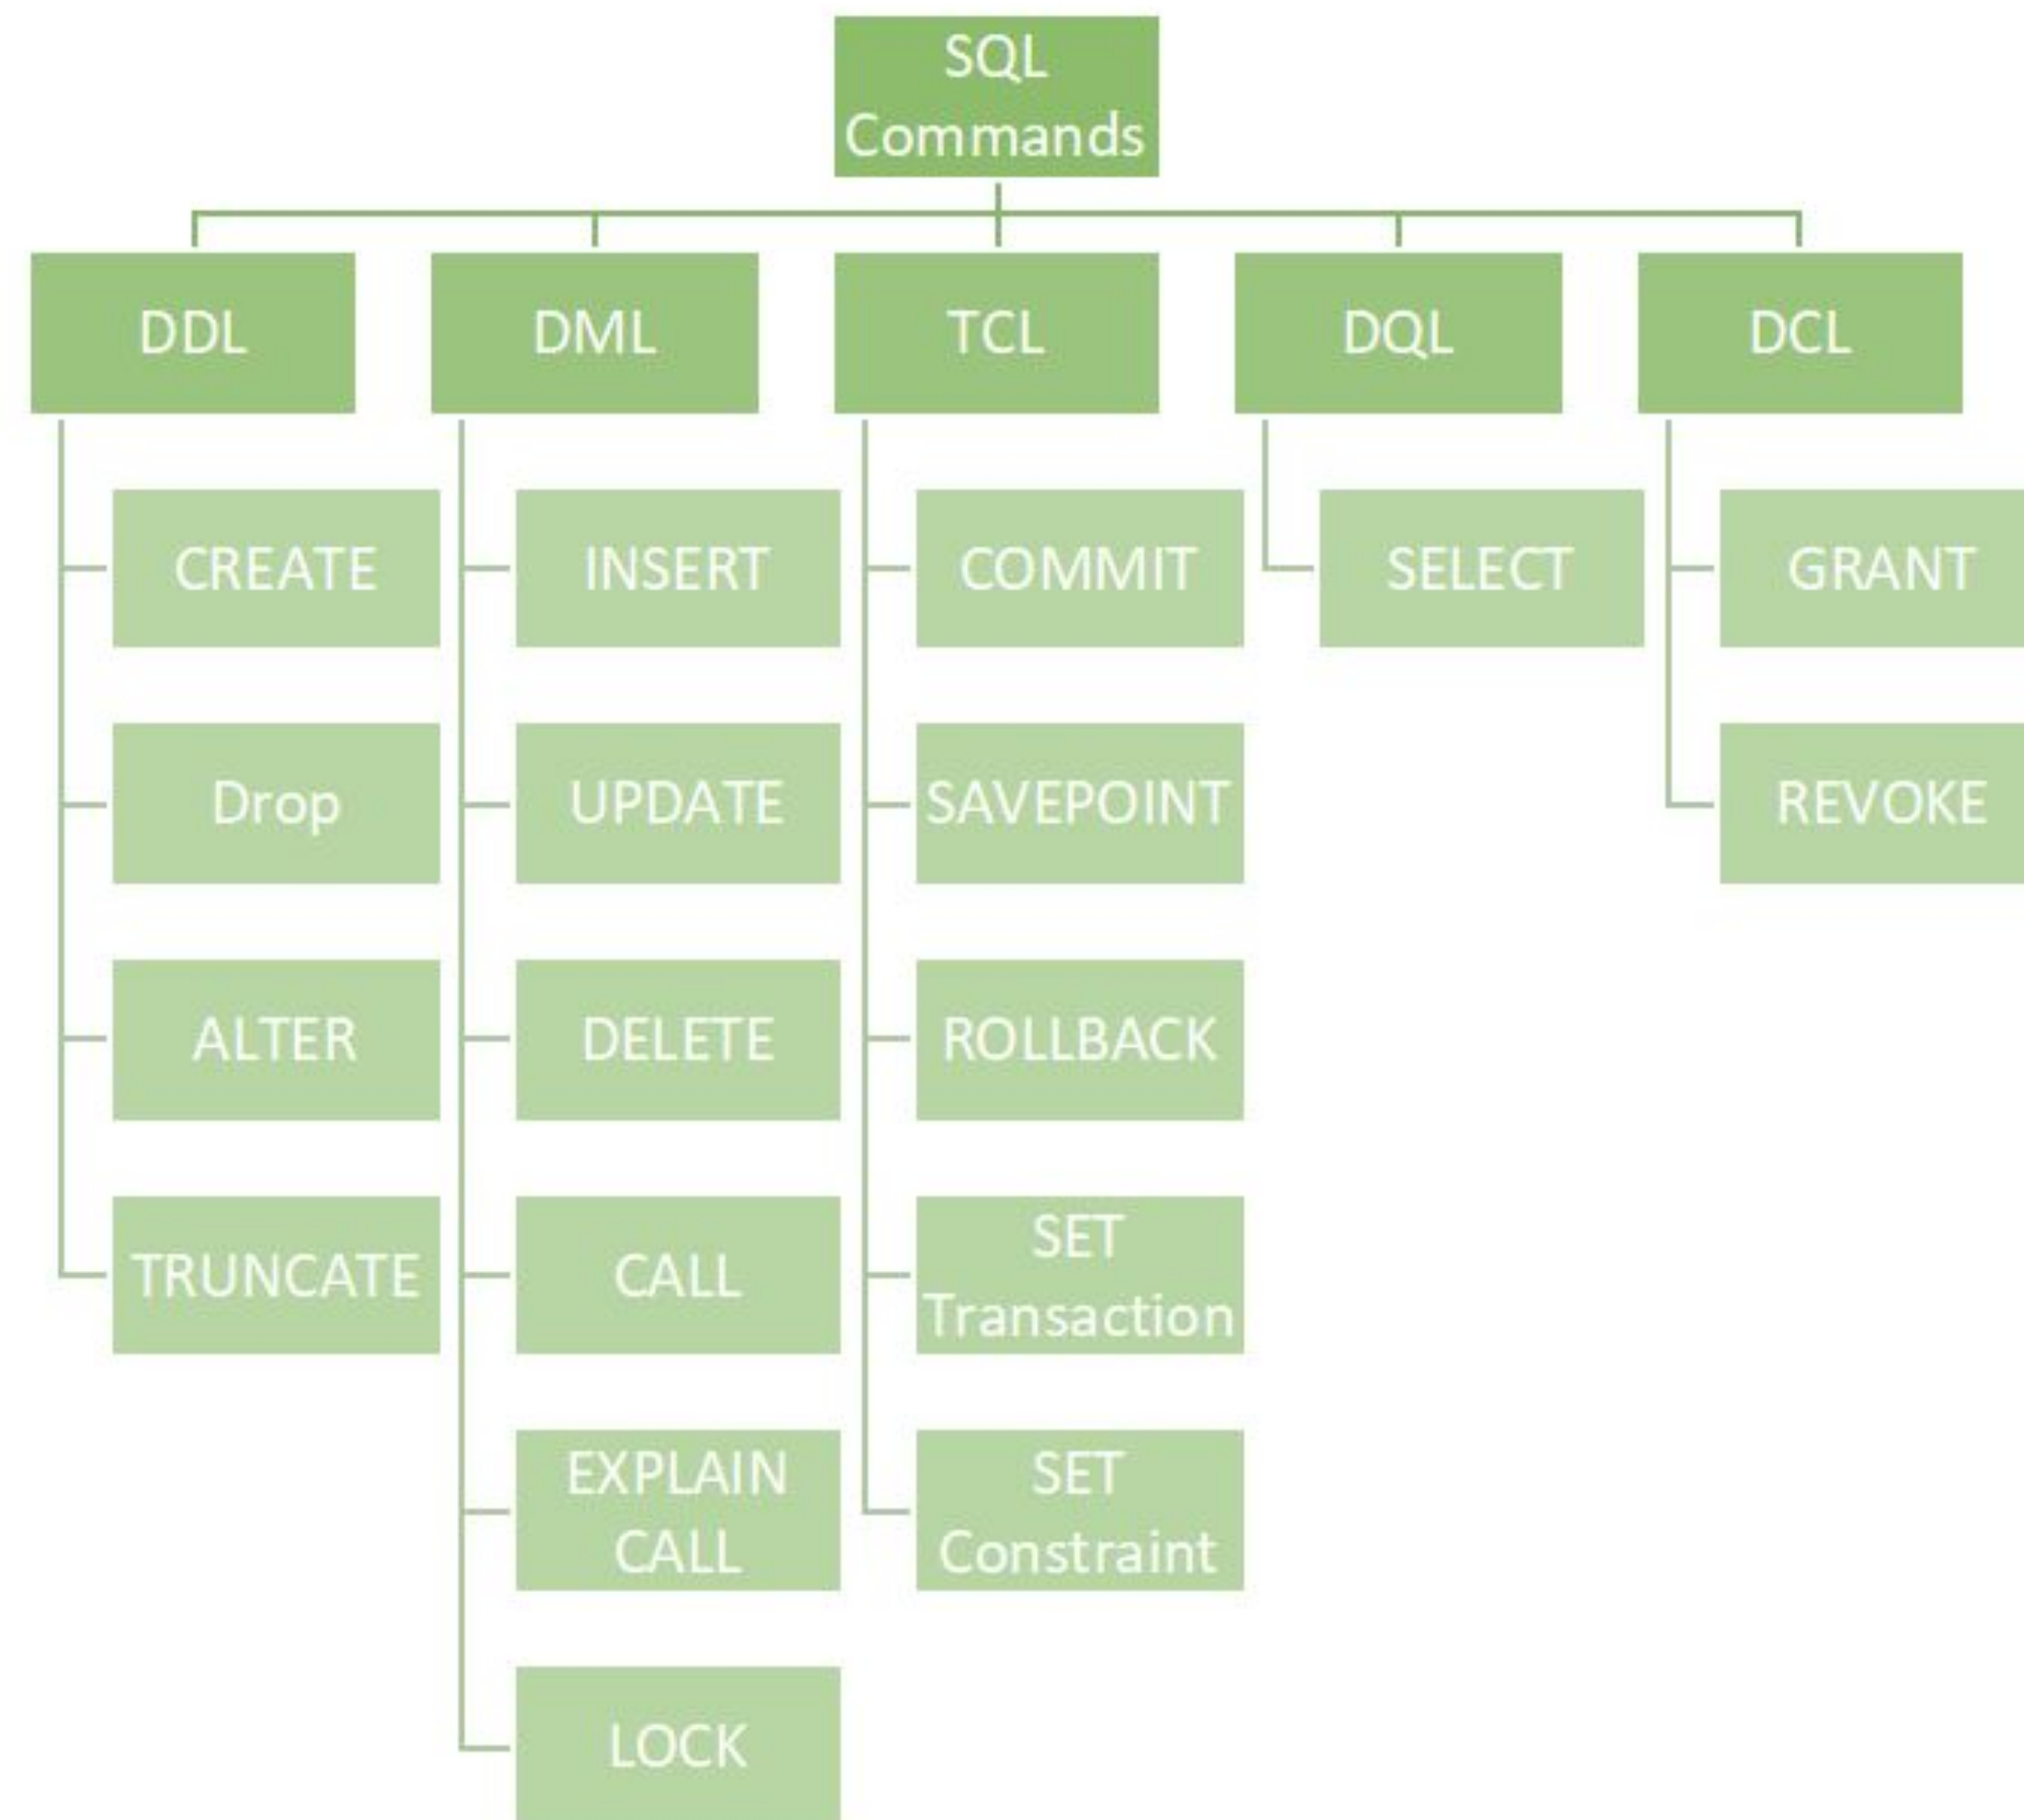 SQL
Commands
DDL
DML
TCL
DQL
DCL
CREATE
INSERT
COMMIT
SELECT
GRANT
Drop
UPDATE
SAVEPOINT
REVOKE
ALTER
DELETE
ROLLBACK
TRUNCATE
CALL
SET
Transaction
EXPLAIN
CALL
SET
Constraint
LOCK